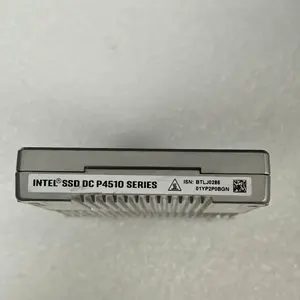 INTEL® SSD DC P4510 SERIES
ISN: BTLJ0286
01YP2P0BGN